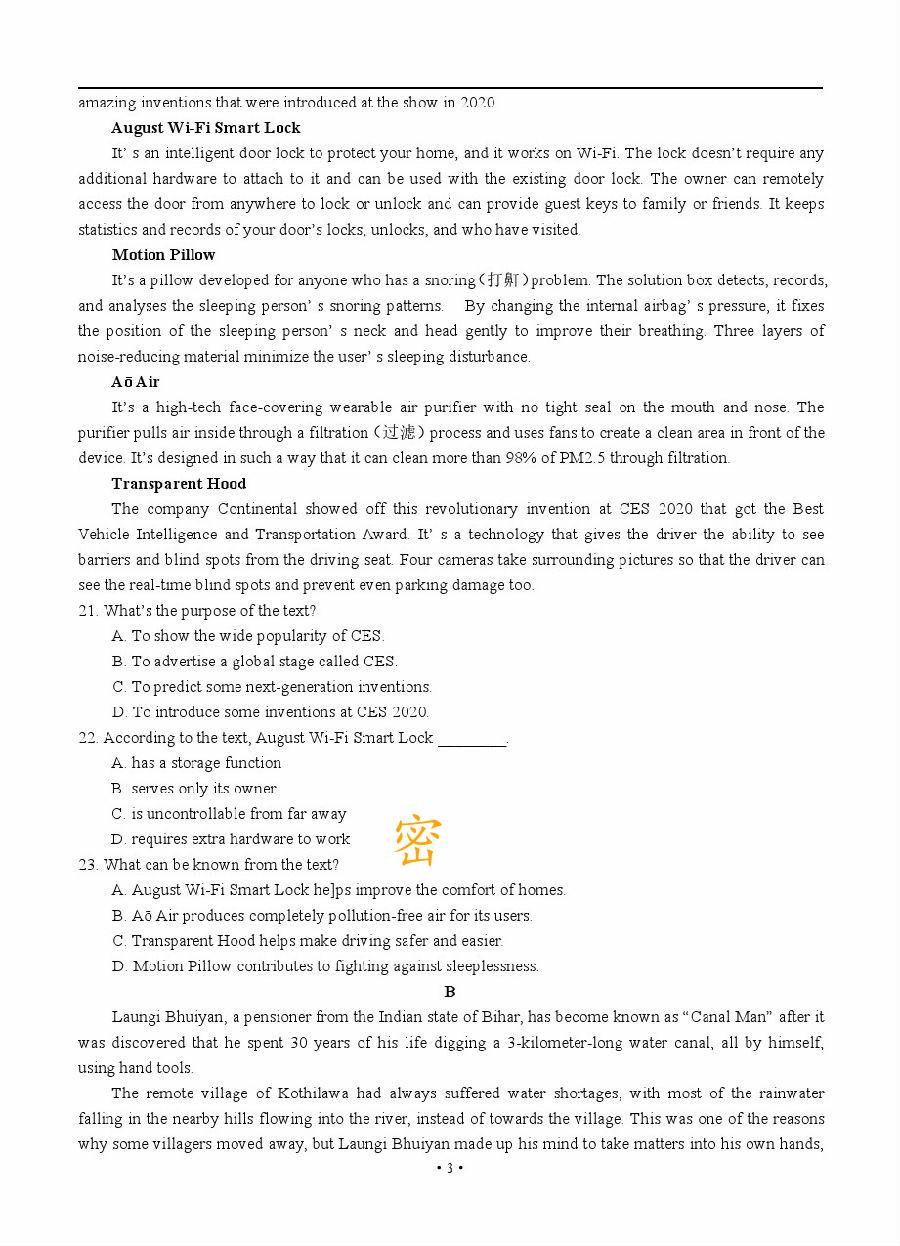 amazing inventions that were introduced at the show in 2020
August Wi-Fi Smart Lock
It' s an intelligent door lock to protect your home, and it works on Wi-Fi. The lock doesn't require any
additional hardware to attach to it and can be used with the existing door lock. The owner can remotely
access the door from anywhere to lock or unlock and can provide guest keys to family or friends. It keeps
statistics and records of your door's locks, unlocks, and who have visited.
Motion Pillow
It's a pillow developed for anyone who has a snoring(打鼾)problem. The solution box detects, records,
and analyses the sleeping person' s snoring patterns. By changing the internal airbag' s pressure, it fixes
the position of the sleeping person' s neck and head gently to improve their breathing. Three layers of
noise-reducing material minimize the user' s sleeping disturbance.
Aō Air
It's a high-tech face-covering wearable air purifier with no tight seal on the mouth and nose. The
purifier pulls air inside through a filtration (过滤) process and uses fans to create a clean area in front of the
device. It's designed in such a way that it can clean more than 98% of PM2.5 through filtration.
Transparent Hood
The company Continental showed off this revolutionary invention at CES 2020 that got the Best
Vehicle Intelligence and Transportation Award. It' s a technology that gives the driver the ability to see
barriers and blind spots from the driving seat. Four cameras take surrounding pictures so that the driver can
see the real-time blind spots and prevent even parking damage too.
21. What's the purpose of the text?
A. To show the wide popularity of CES.
B. To advertise a global stage called CES.
C. To predict some next-generation inventions.
D. To introduce some inventions at CES 2020.
22. According to the text, August Wi-Fi Smart Lock ________.
A. has a storage function
B. serves only its owner
C. is uncontrollable from far away
D. requires extra hardware to work
密
23. What can be known from the text?
A. August Wi-Fi Smart Lock he]ps improve the comfort of homes.
B. Aō Air produces completely pollution-free air for its users.
C. Transparent Hood helps make driving safer and easier.
D. Motion Pillow contributes to fighting against sleeplessness.
B
Laungi Bhuiyan, a pensioner from the Indian state of Bihar, has become known as "Canal Man" after it
was discovered that he spent 30 years of his life digging a 3-kilometer-long water canal, all by himself,
using hand tools.
The remote village of Kothilawa had always suffered water shortages, with most of the rainwater
falling in the nearby hills flowing into the river, instead of towards the village. This was one of the reasons
why some villagers moved away, but Laungi Bhuiyan made up his mind to take matters into his own hands,
• 3 •